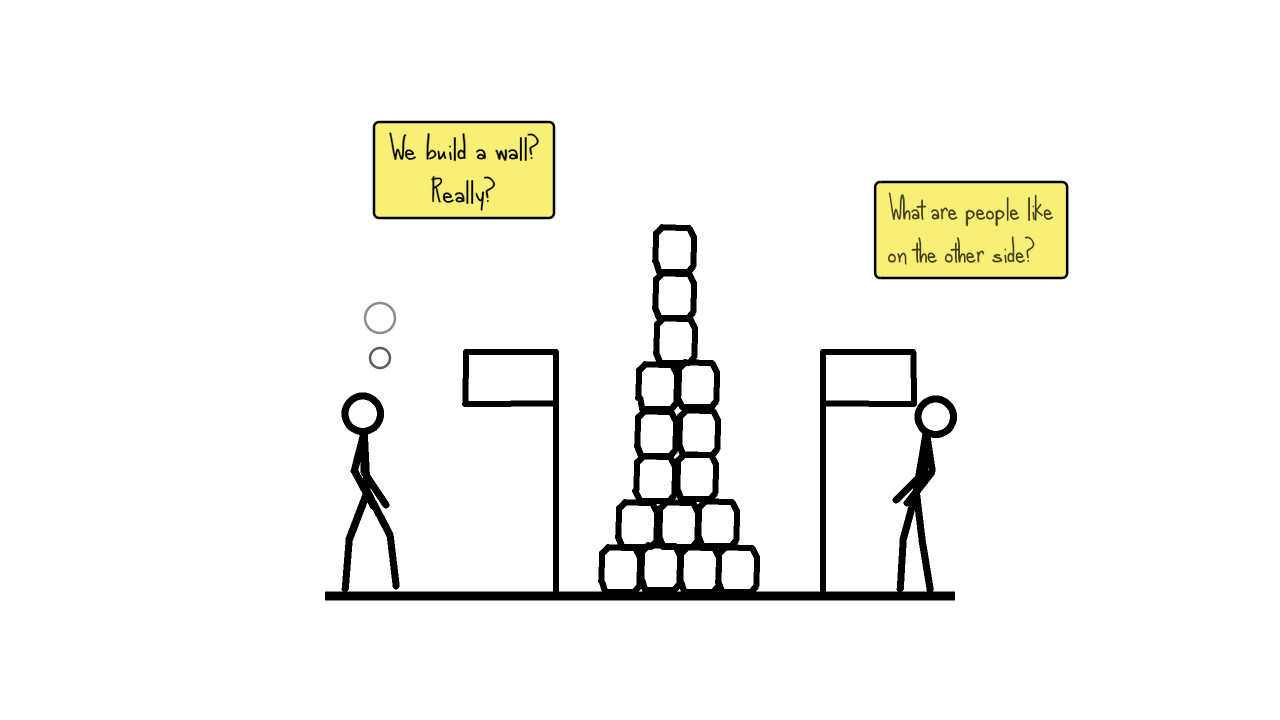 We build a wall?
Really?
What are people like
on the other side?